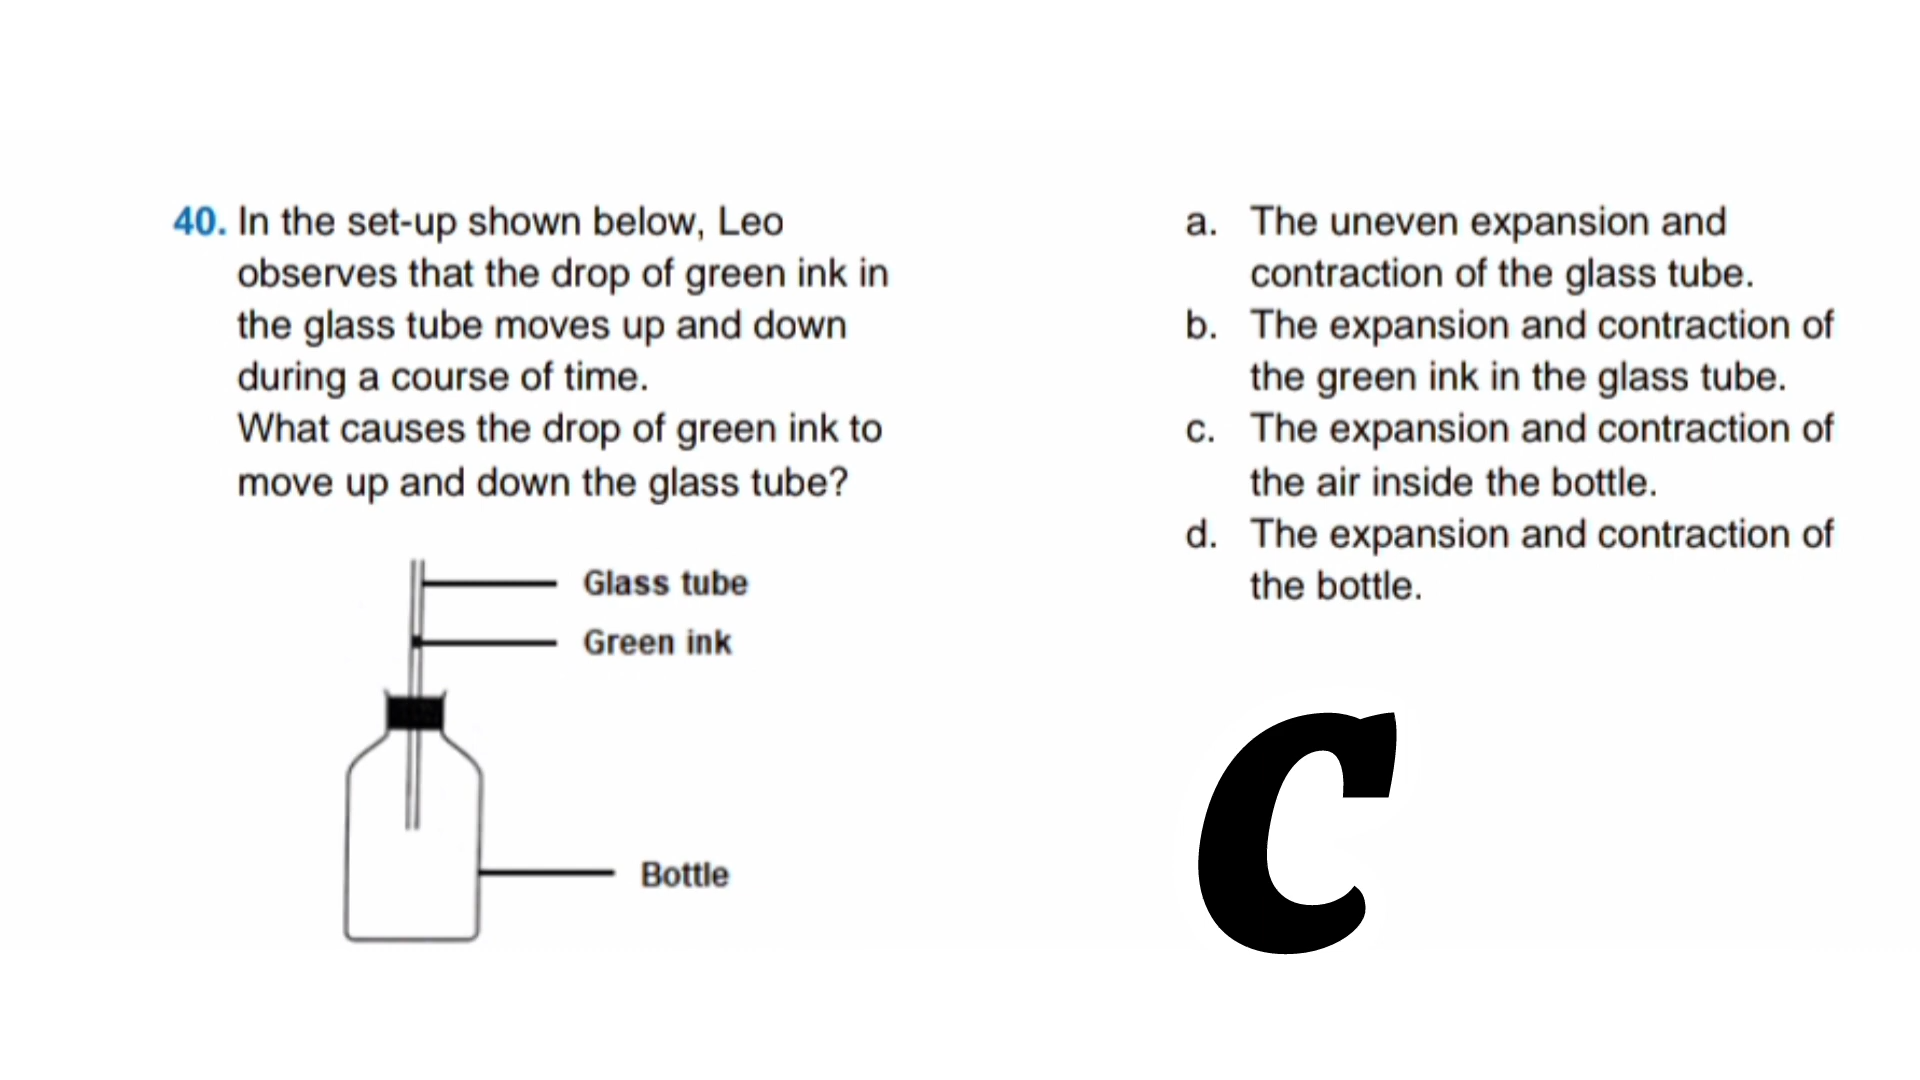 40. In the set-up shown below, Leo
observes that the drop of green ink in
the glass tube moves up and down
during a course of time.
What causes the drop of green ink to
move up and down the glass tube?
Glass tube
Green ink
Bottle
a. The uneven expansion and
contraction of the glass tube.
b. The expansion and contraction of
the green ink in the glass tube.
c. The expansion and contraction of
the air inside the bottle.
d. The expansion and contraction of
the bottle.
C